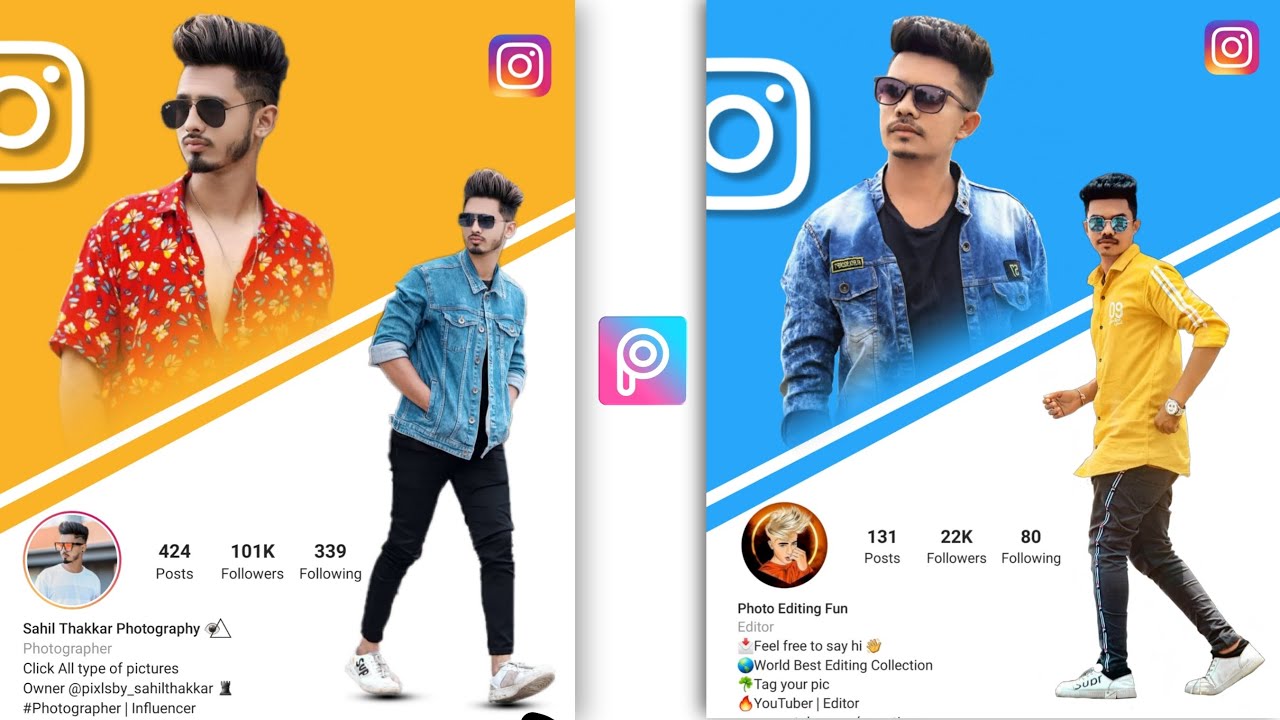 424
101K
339
Posts
Followers
Following
Sahil Thakkar Photography
Photographer
Click All type of pictures
Owner @pixlsby_sahilthakkar
#Photographer | Influencer
SUP
09
131
22K
80
Posts
Followers
Following
Photo Editing Fun
Editor
📩Feel free to say hi 👋
🌎World Best Editing Collection
🌴Tag your pic
🔥YouTuber | Editor